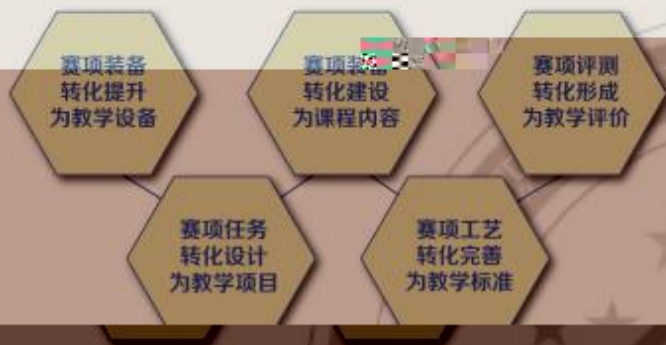 赛项装备
转化提升
为教学设备
赛项
转化建设
为课程内容
赛项评测
转化形成
为教学评价
赛项任务
转化设计
为教学项目
赛项工艺
转化完善
为教学标准